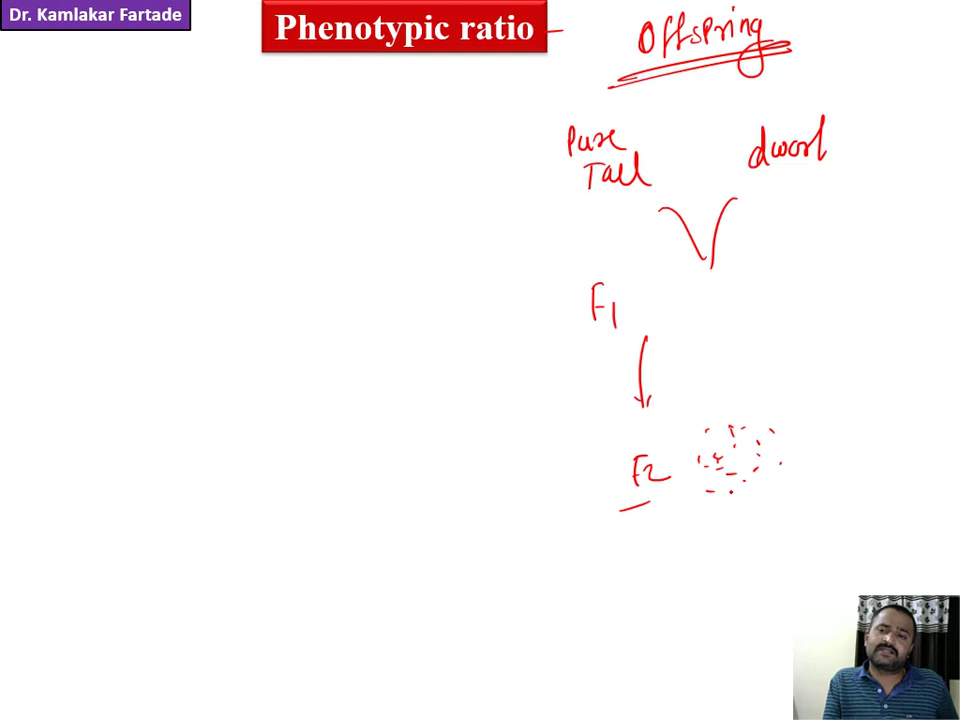 Dr. Kamlakar Fartade
Phenotypic ratio - Offspring
Pure dwarf
Tall
F1
F2